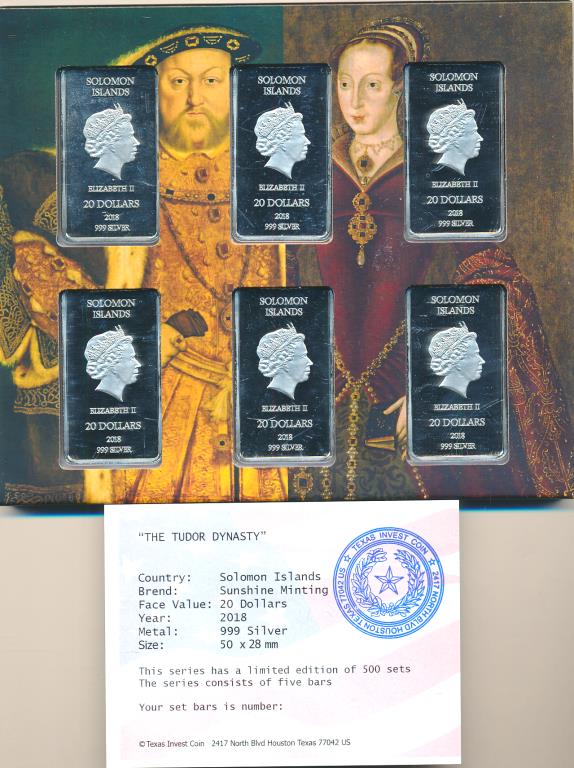 SOLOMON
ISLANDS
ELIZABETH II
20 DOLLARS
2018
999 SILVER
SOLOMON
ISLANDS
ELIZABETH II
20 DOLLARS
2018
999 SILVER
SOLOMON
ISLANDS
ELIZABETH II
20 DOLLARS
2018
999 SILVER
SOLOMON
ISLANDS
ELIZABETH II
20 DOLLARS
2018
999 SILVER
SOLOMON
ISLANDS
ELIZABETH II
20 DOLLARS
2018
999 SILVER
SOLOMON
ISLANDS
ELIZABETH II
20 DOLLARS
2018
999 SILVER
"THE TUDOR DYNASTY"
Country: Solomon Islands
Brend: Sunshine Minting
Face Value: 20 Dollars
Year: 2018
Metal: 999 Silver
Size: 50 x 28 mm
TEXAS INVEST COIN
2417 NORTH BLVD HOUSTON TEXAS 77042 US
This series has a limited edition of 500 sets
The series consists of five bars
Your set bars is number:
© Texas Invest Coin 2417 North Blvd Houston Texas 77042 US